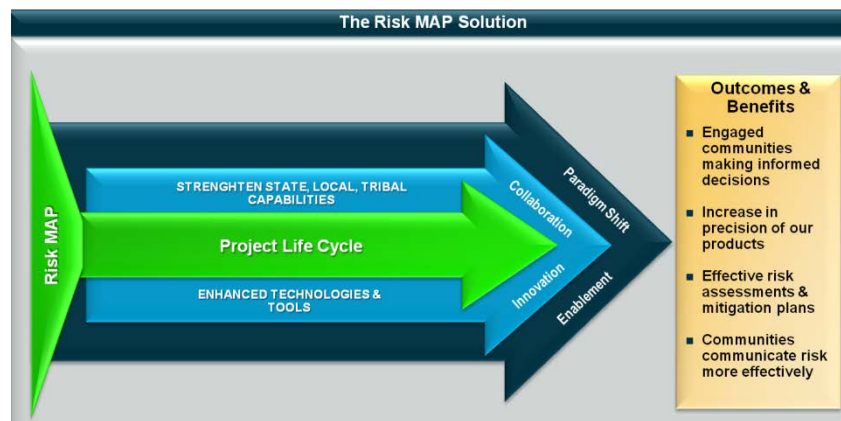 The Risk MAP Solution
Risk MAP
STRENGHTEN STATE, LOCAL, TRIBAL
CAPABILITIES
Project Life Cycle
ENHANCED TECHNOLOGIES &
TOOLS
Collaboration
Innovation
Paradigm Shift
Enablement
Outcomes &
Benefits
▪ Engaged
communities
making informed
decisions
▪ Increase in
precision of our
products
▪ Effective risk
assessments &
mitigation plans
▪ Communities
communicate risk
more effectively